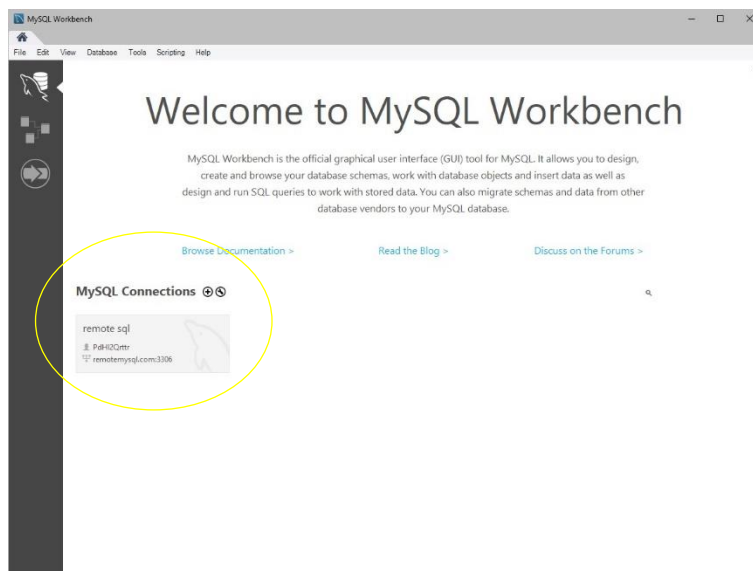 MySQL Workbench
File Edit View Database Tools Scripting Help
Welcome to MySQL Workbench
MySQL Workbench is the official graphical user interface (GUI) tool for MySQL. It allows you to design,
create and browse your database schemas, work with database objects and insert data as well as
design and run SQL queries to work with stored data. You can also migrate schemas and data from other
database vendors to your MySQL database.
Browse Documentation > Read the Blog > Discuss on the Forums >
MySQL Connections
remote sql
remotemysql.com:3306